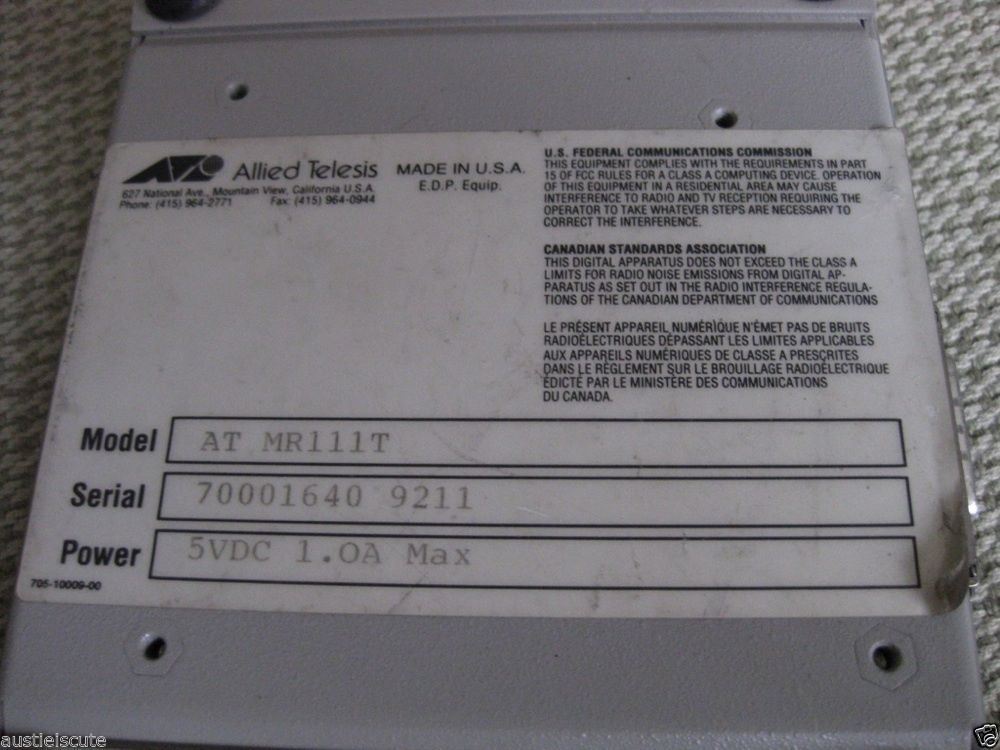 Allied Telesis
627 National Ave., Mountain View, California U.S.A.
Phone: (415) 964-2771 Fax: (415) 964-0944
MADE IN U.S.A.
E.D.P. Equip.
U.S. FEDERAL COMMUNICATIONS COMMISSION
THIS EQUIPMENT COMPLIES WITH THE REQUIREMENTS IN PART
15 OF FCC RULES FOR A CLASS A COMPUTING DEVICE. OPERATION
OF THIS EQUIPMENT IN A RESIDENTIAL AREA MAY CAUSE
INTERFERENCE TO RADIO AND TV RECEPTION REQUIRING THE
OPERATOR TO TAKE WHATEVER STEPS ARE NECESSARY TO
CORRECT THE INTERFERENCE.
CANADIAN STANDARDS ASSOCIATION
THIS DIGITAL APPARATUS DOES NOT EXCEED THE CLASS A
LIMITS FOR RADIO NOISE EMISSIONS FROM DIGITAL AP-
PARATUS AS SET OUT IN THE RADIO INTERFERENCE REGULA-
TIONS OF THE CANADIAN DEPARTMENT OF COMMUNICATIONS
LE PRÉSENT APPAREIL NUMÉRIQUE N'ÉMET PAS DE BRUITS
RADIOÉLECTRIQUES DÉPASSANT LES LIMITES APPLICABLES
AUX APPAREILS NUMÉRIQUES DE CLASSE A PRESCRITES
DANS LE RÈGLEMENT SUR LE BROUILLAGE RADIOÉLECTRIQUE
ÉDICTÉ PAR LE MINISTÈRE DES COMMUNICATIONS
DU CANADA.
Model AT MR111T
Serial 70001640 9211
Power 5VDC 1.0A Max
705-10009-00
austielscute